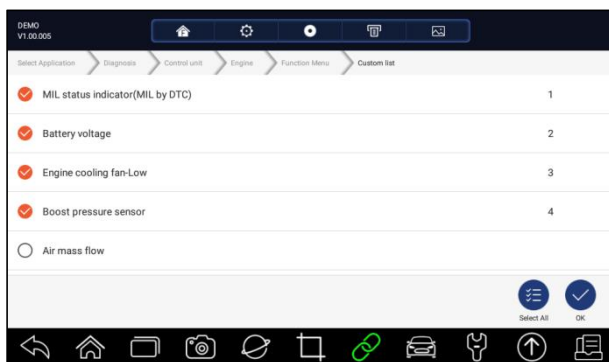 DEMO
V1.00.005
Select Application Diagnosis Control unit Engine Function Menu Custom list
MIL status indicator(MIL by DTC) 1
Battery voltage 2
Engine cooling fan-Low 3
Boost pressure sensor 4
Air mass flow
Select All OK